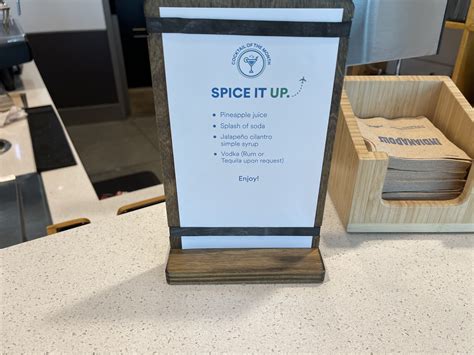 COCKTAIL OF THE MONTH
SPICE IT UP.
• Pineapple juice
• Splash of soda
• Jalapeño cilantro
simple syrup
• Vodka (Rum or
Tequila upon request)
Enjoy!
INDIANAPOLIS